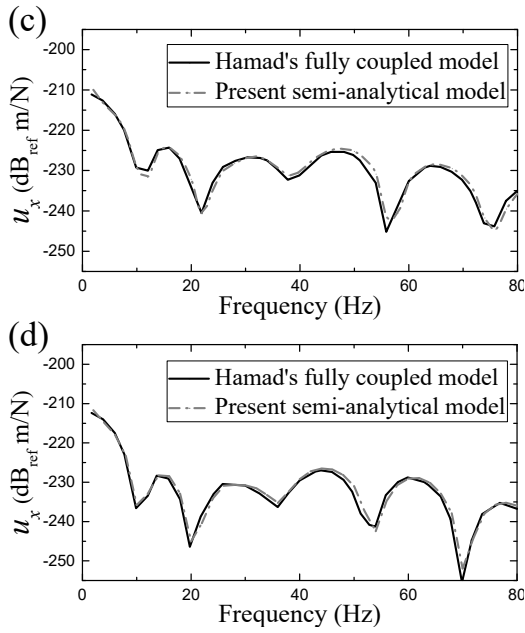 (c)
-200
Hamad's fully coupled model
Present semi-analytical model
-210
-220
-230
-240
-250
u_x (dB_ref m/N)
0 20 40 60 80
Frequency (Hz)
(d)
-200
Hamad's fully coupled model
Present semi-analytical model
-210
-220
-230
-240
-250
u_x (dB_ref m/N)
0 20 40 60 80
Frequency (Hz)